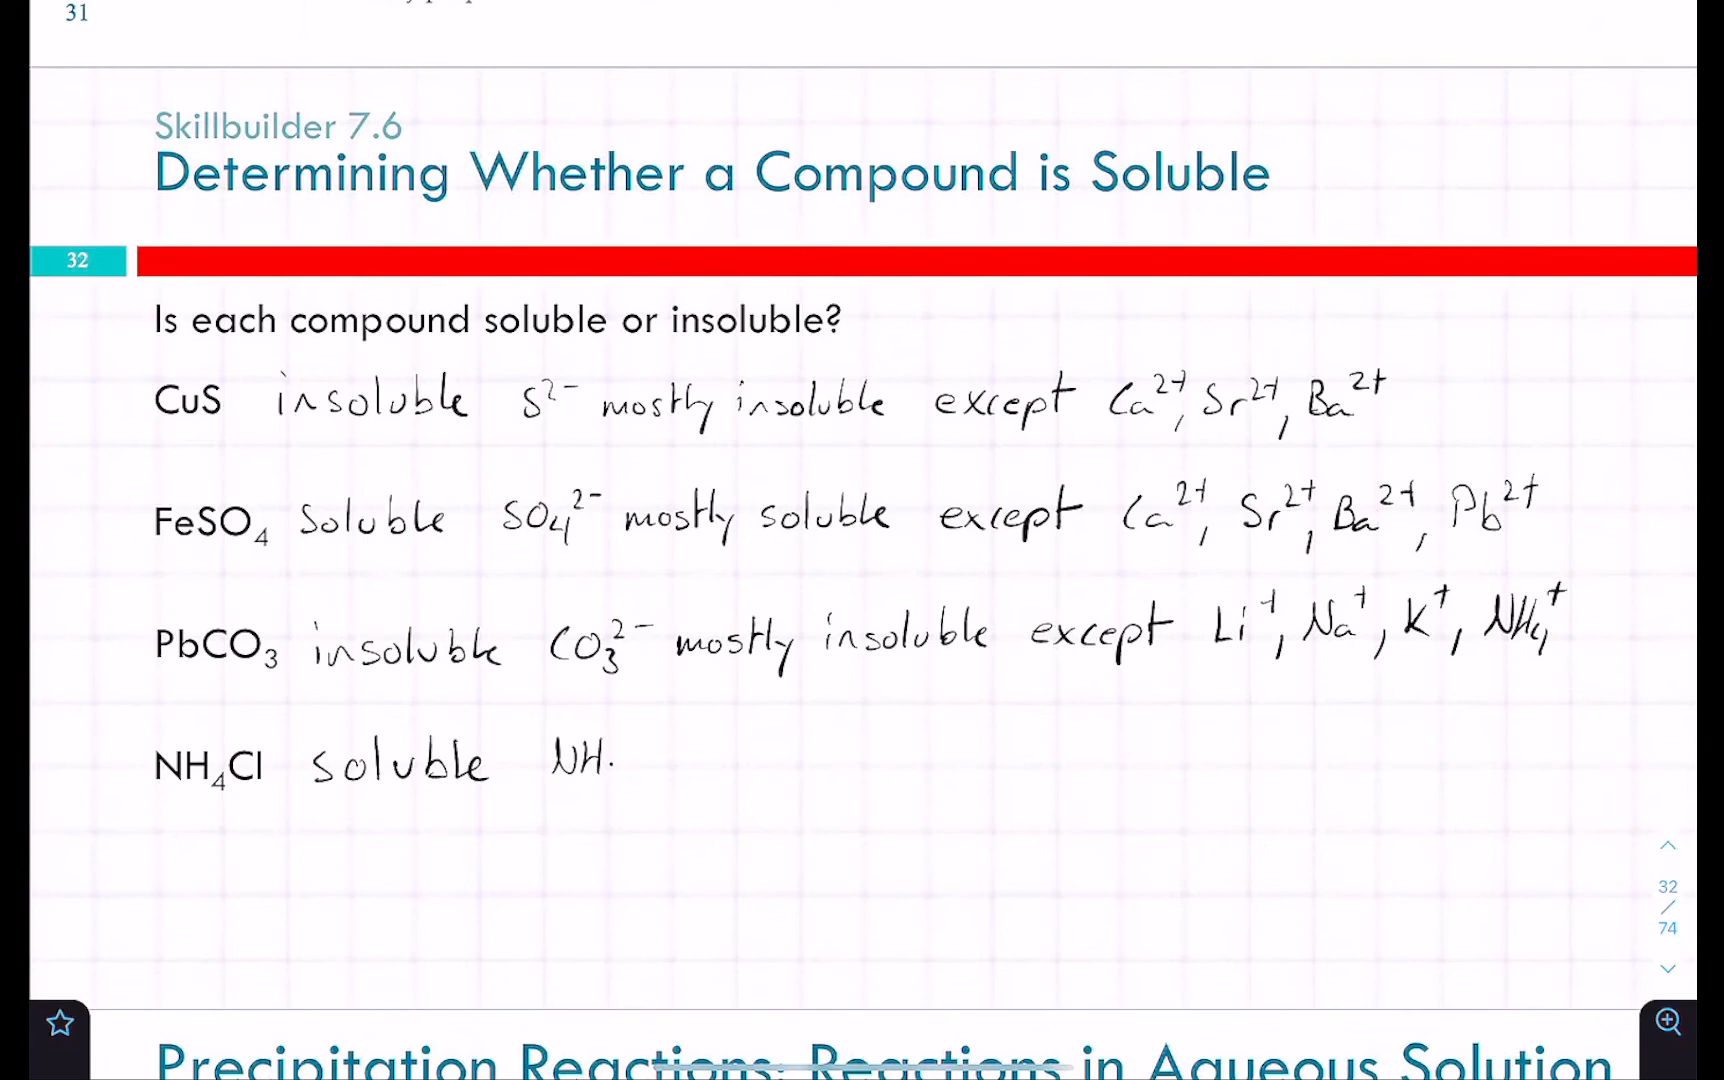 31
Skillbuilder 7.6
Determining Whether a Compound is Soluble
32
Is each compound soluble or insoluble?
CuS insoluble S²⁻ mostly insoluble except Ca²⁺, Sr²⁺, Ba²⁺
FeSO₄ Soluble SO₄²⁻ mostly soluble except Ca²⁺, Sr²⁺, Ba²⁺, Pb²⁺
PbCO₃ insoluble CO₃²⁻ mostly insoluble except Li⁺, Na⁺, K⁺, NH₄⁺
NH₄Cl soluble NH
32
/
74
Precipitation Reactions: Reactions in Aqueous Solution